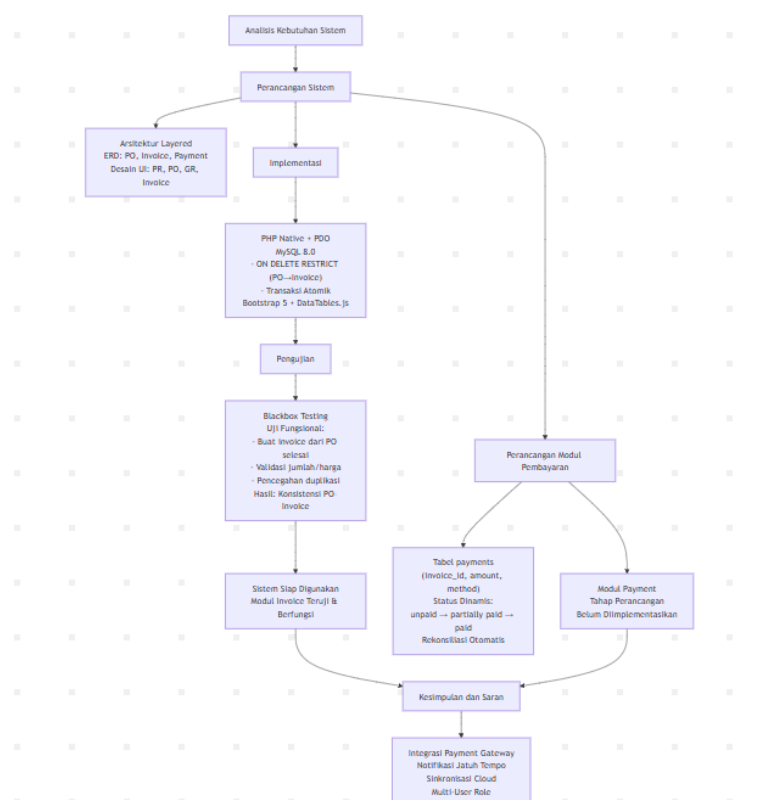 Analisis Kebutuhan Sistem
Perancangan Sistem
Arsitektur Layered
ERD: PO, Invoice, Payment
Desain UI: PR, PO, GR,
Invoice
Implementasi
PHP Native + PDO
MySQL 8.0
- ON DELETE RESTRICT
(PO→Invoice)
- Transaksi Atomik
Bootstrap 5 + DataTables.js
Pengujian
Blackbox Testing
Uji Fungsional:
- Buat invoice dari PO
selesai
- Validasi jumlah/harga
- Pencegahan duplikasi
Hasil: Konsistensi PO-
Invoice
Perancangan Modul
Pembayaran
Sistem Siap Digunakan
Modul Invoice Teruji &
Berfungsi
Tabel payments
(invoice_id, amount,
method)
Status Dinamis:
unpaid → partially paid →
paid
Rekonsiliasi Otomatis
Modul Payment
Tahap Perancangan
Belum Diimplementasikan
Kesimpulan dan Saran
Integrasi Payment Gateway
Notifikasi Jatuh Tempo
Sinkronisasi Cloud
Multi-User Role